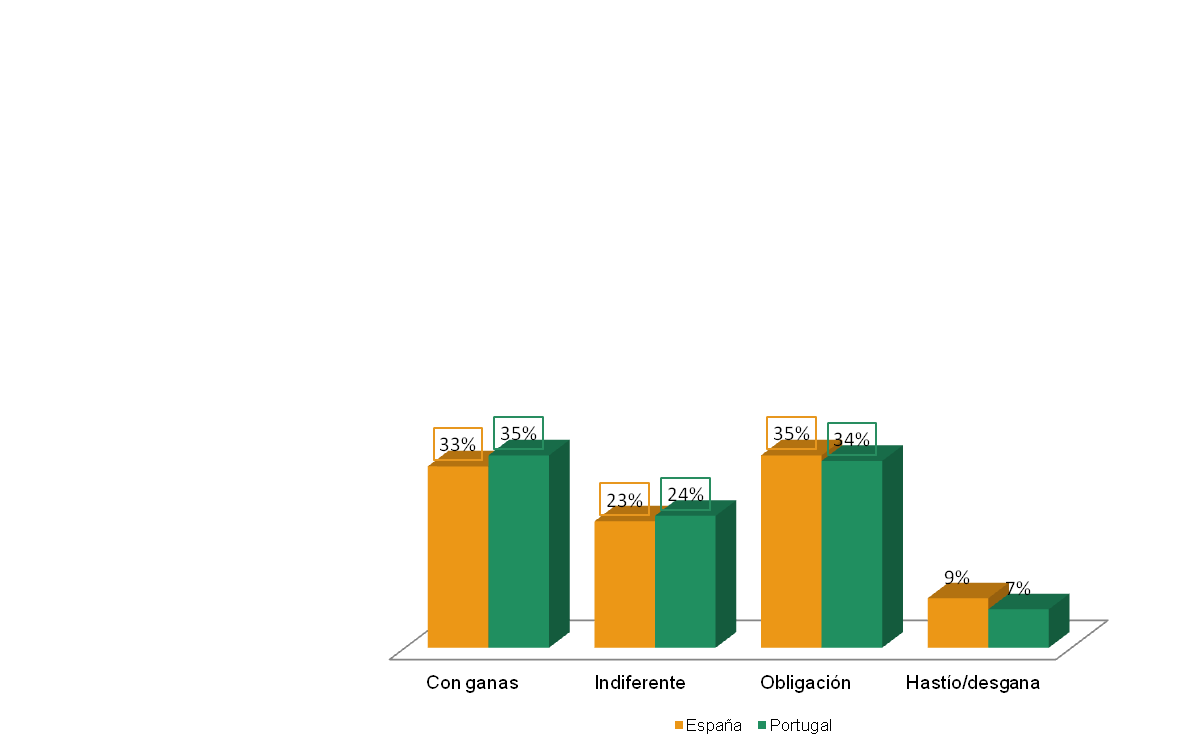 33% 35% 23% 24% 35% 34% 9% 7%
Con ganas Indiferente Obligación Hastío/desgana
España Portugal